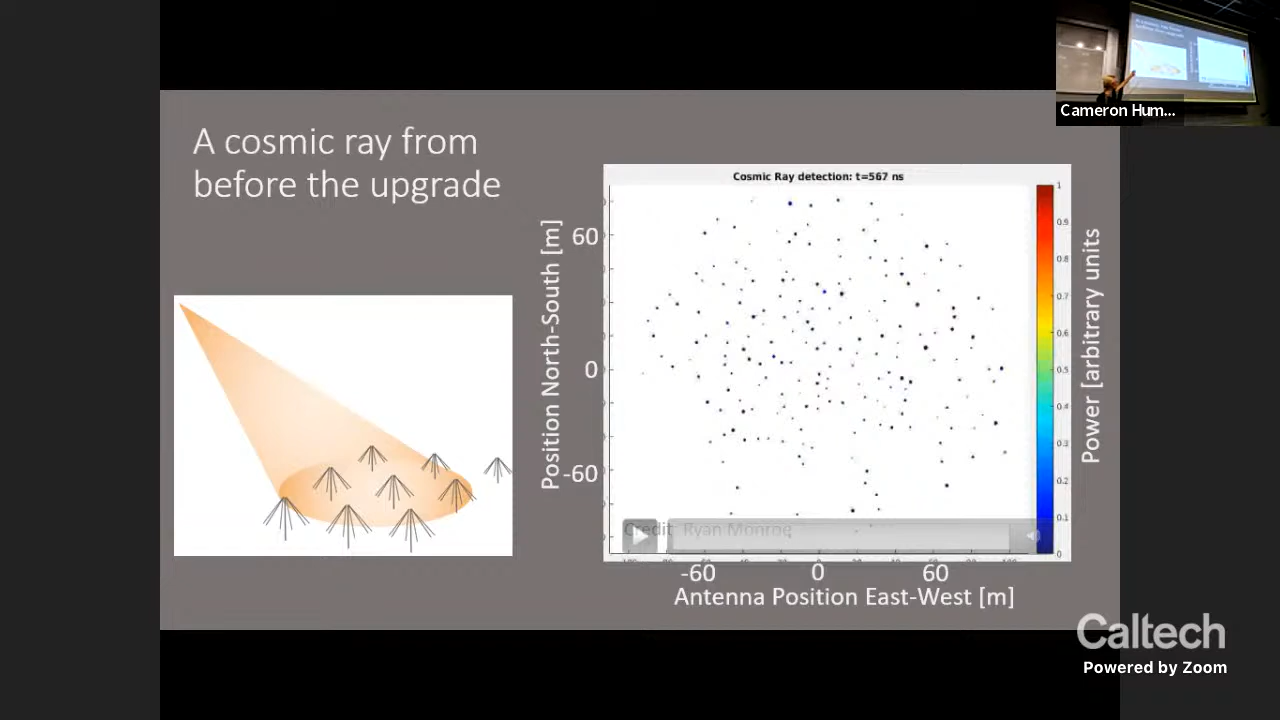 Cameron Hum...
A cosmic ray from
before the upgrade
Cosmic Ray detection: t=567 ns
Position North-South [m]
60
0
-60
1
0.9
0.8
0.7
0.6
0.5
0.4
0.3
0.2
0.1
0
Power [arbitrary units
Credit: Ryan Monroe
-60 0 60
Antenna Position East-West [m]
Caltech
Powered by Zoom